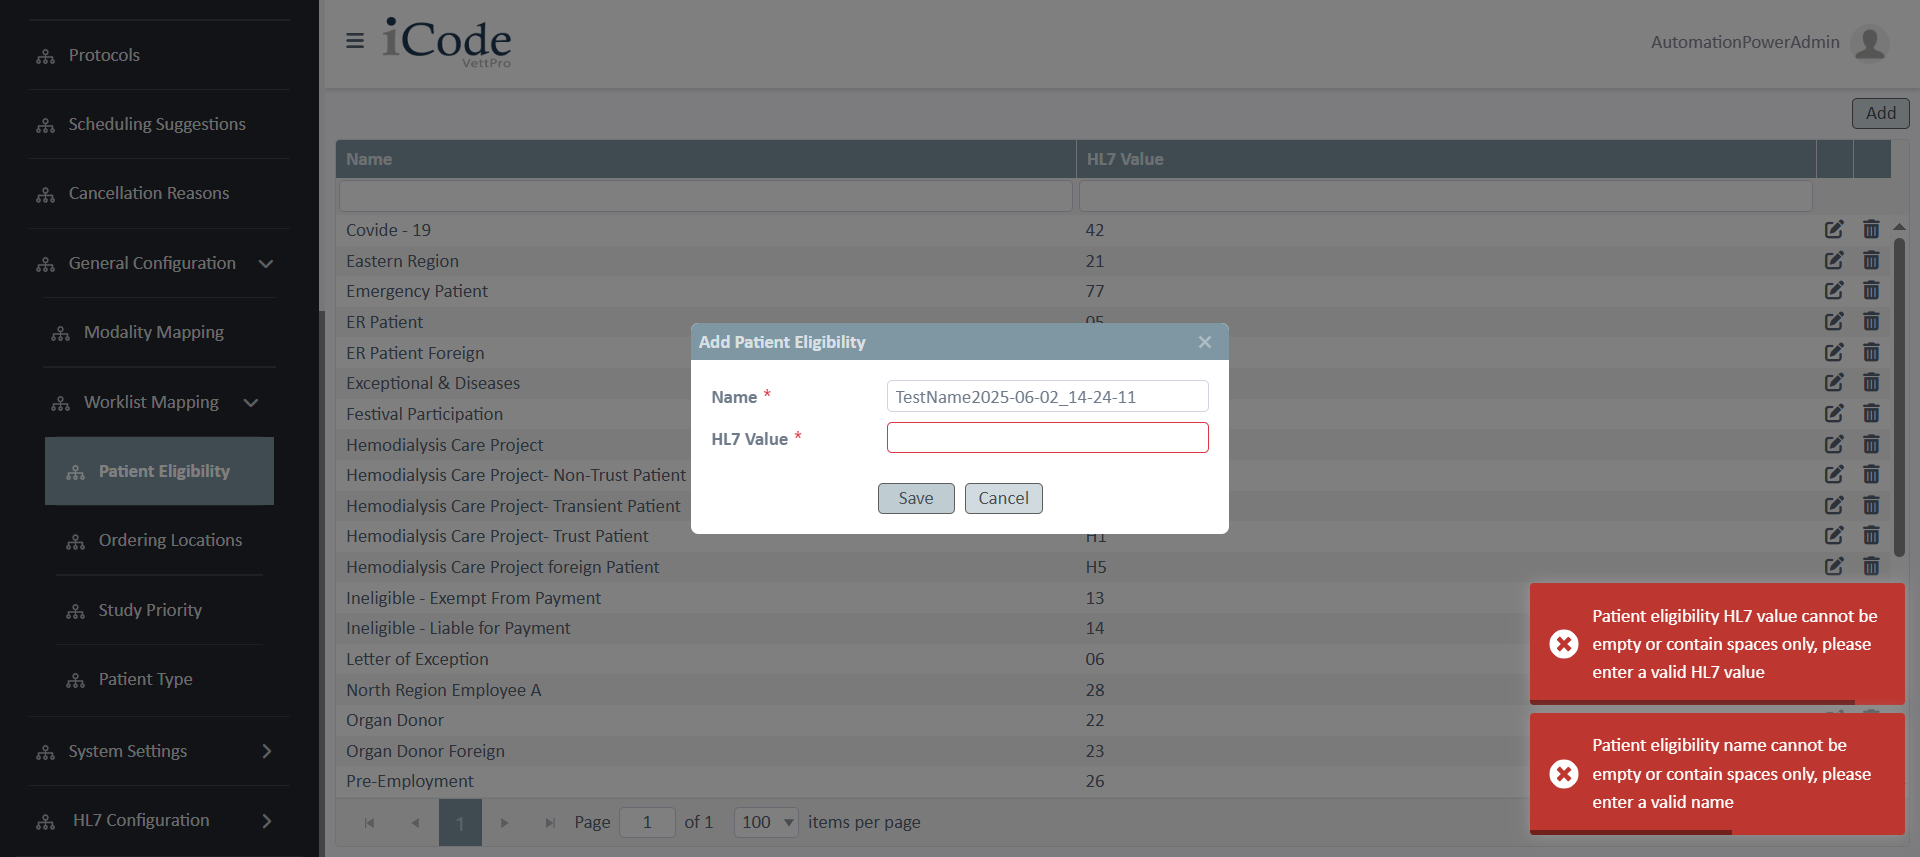 Protocols
Scheduling Suggestions
Cancellation Reasons
General Configuration
Modality Mapping
Worklist Mapping
Patient Eligibility
Ordering Locations
Study Priority
Patient Type
System Settings
HL7 Configuration
iCode
VettPro
AutomationPowerAdmin
Add
Name HL7 Value
Covide - 19 42
Eastern Region 21
Emergency Patient 77
ER Patient 05
ER Patient Foreign
Exceptional & Diseases
Festival Participation
Hemodialysis Care Project
Hemodialysis Care Project- Non-Trust Patient
Hemodialysis Care Project- Transient Patient
Hemodialysis Care Project- Trust Patient H1
Hemodialysis Care Project foreign Patient H5
Ineligible - Exempt From Payment 13
Ineligible - Liable for Payment 14
Letter of Exception 06
North Region Employee A 28
Organ Donor 22
Organ Donor Foreign 23
Pre-Employment 26
1 Page 1 of 1 100 items per page
Add Patient Eligibility
Name * TestName2025-06-02_14-24-11
HL7 Value *
Save Cancel
Patient eligibility HL7 value cannot be
empty or contain spaces only, please
enter a valid HL7 value
Patient eligibility name cannot be
empty or contain spaces only, please
enter a valid name